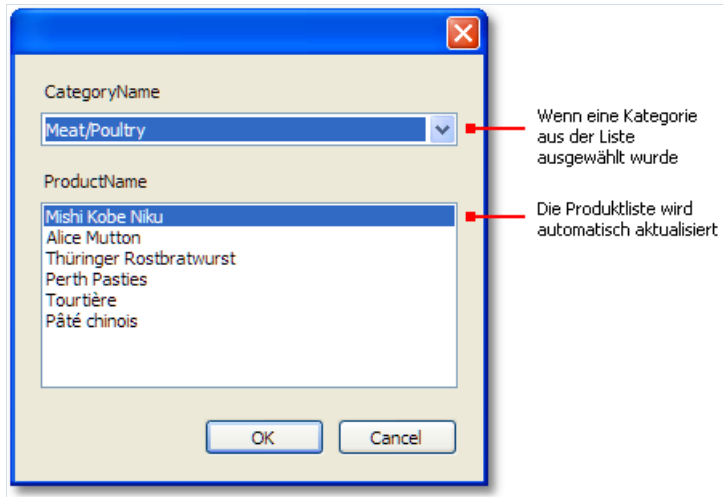 CategoryName
Meat/Poultry
Wenn eine Kategorie
aus der Liste
ausgewählt wurde
ProductName
Mishi Kobe Niku
Alice Mutton
Thüringer Rostbratwurst
Perth Pasties
Tourtière
Pâté chinois
Die Produktliste wird
automatisch aktualisiert
OK
Cancel